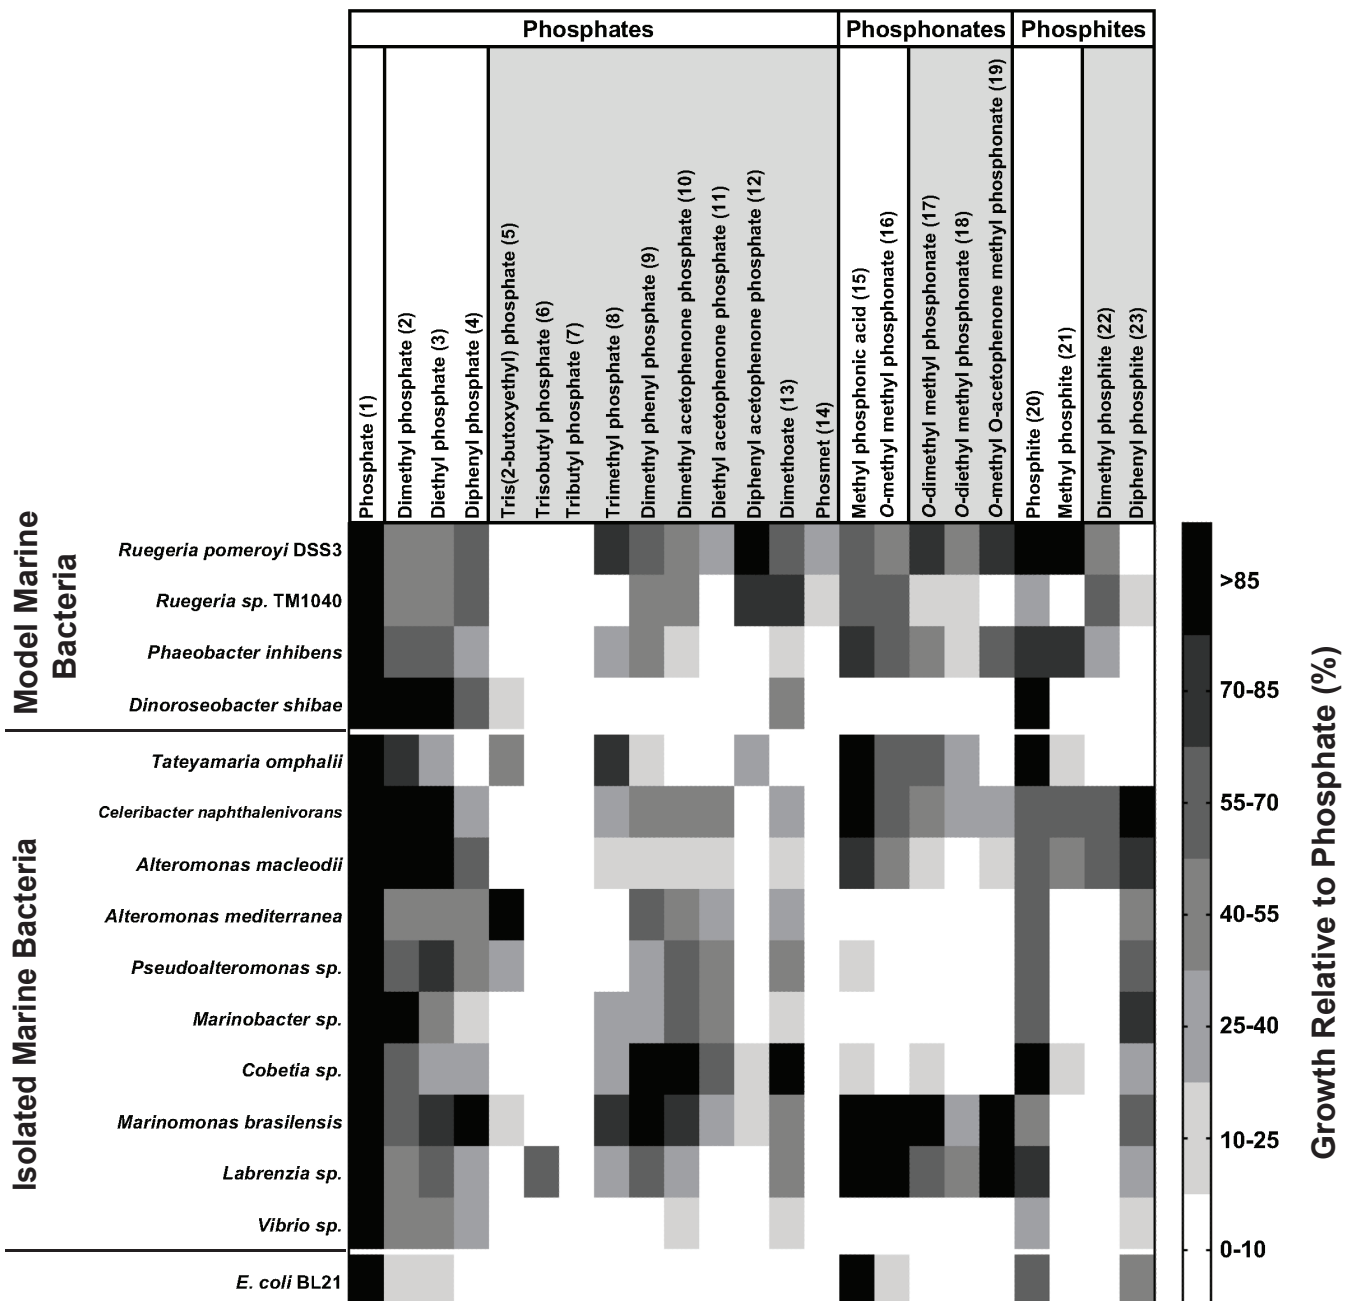 Phosphates
Phosphonates
Phosphites
Phosphate (1)
Dimethyl phosphate (2)
Diethyl phosphate (3)
Diphenyl phosphate (4)
Tris(2-butoxyethyl) phosphate (5)
Trisobutyl phosphate (6)
Tributyl phosphate (7)
Trimethyl phosphate (8)
Dimethyl phenyl phosphate (9)
Dimethyl acetophenone phosphate (10)
Diethyl acetophenone phosphate (11)
Diphenyl acetophenone phosphate (12)
Dimethoate (13)
Phosmet (14)
Methyl phosphonic acid (15)
O-methyl methyl phosphonate (16)
O-dimethyl methyl phosphonate (17)
O-diethyl methyl phosphonate (18)
O-methyl O-acetophenone methyl phosphonate (19)
Phosphite (20)
Methyl phosphite (21)
Dimethyl phosphite (22)
Diphenyl phosphite (23)
Model Marine
Bacteria
Ruegeria pomeroyi DSS3
Ruegeria sp. TM1040
Phaeobacter inhibens
Dinoroseobacter shibae
Isolated Marine Bacteria
Tateyamaria omphalii
Celeribacter naphthalenivorans
Alteromonas macleodii
Alteromonas mediterranea
Pseudoalteromonas sp.
Marinobacter sp.
Cobetia sp.
Marinomonas brasilensis
Labrenzia sp.
Vibrio sp.
E. coli BL21
>85
70-85
55-70
40-55
25-40
10-25
0-10
Growth Relative to Phosphate (%)